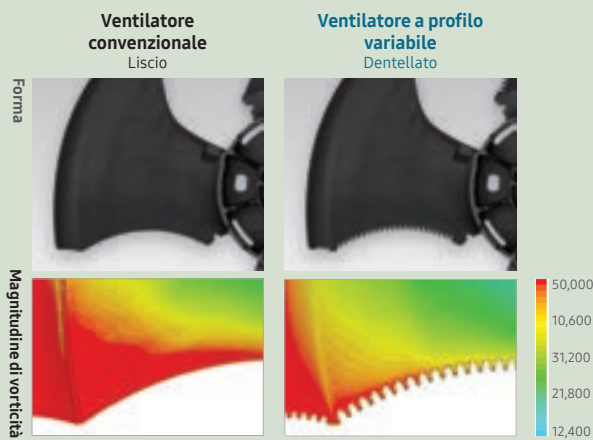 Ventilatore
convenzionale
Liscio
Ventilatore a profilo
variabile
Dentellato
Forma
Magnitudine di vorticità
50,000
10,600
31,200
21,800
12,400